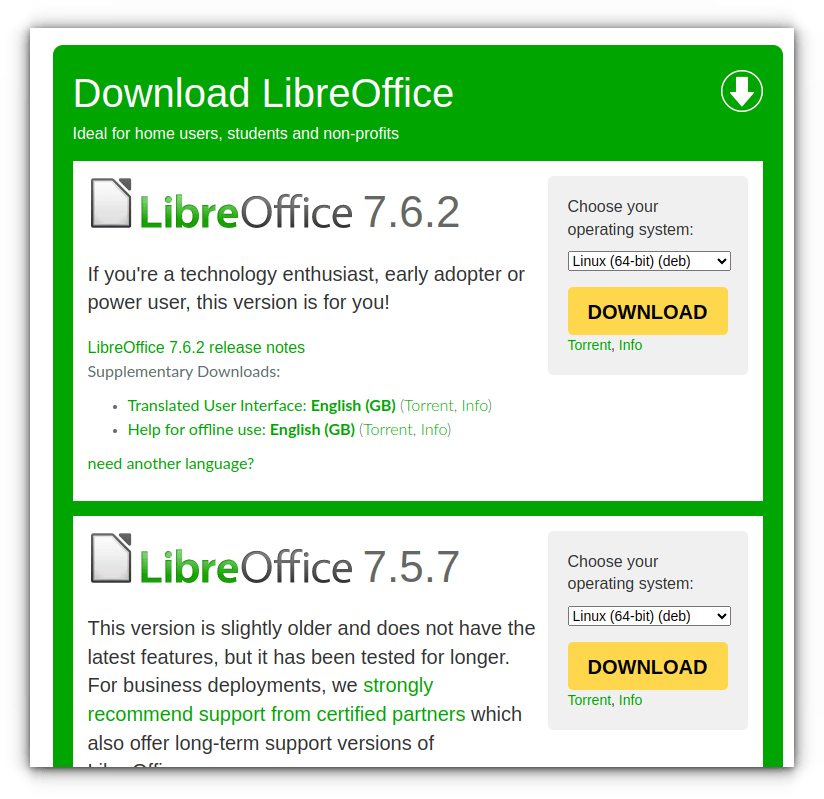 Download LibreOffice
Ideal for home users, students and non-profits
LibreOffice 7.6.2
If you're a technology enthusiast, early adopter or
power user, this version is for you!
LibreOffice 7.6.2 release notes
Supplementary Downloads:
Translated User Interface: English (GB) (Torrent, Info)
Help for offline use: English (GB) (Torrent, Info)
need another language?
Choose your
operating system:
Linux (64-bit) (deb)
DOWNLOAD
Torrent, Info
LibreOffice 7.5.7
This version is slightly older and does not have the
latest features, but it has been tested for longer.
For business deployments, we strongly
recommend support from certified partners which
also offer long-term support versions of
Choose your
operating system:
Linux (64-bit) (deb)
DOWNLOAD
Torrent, Info